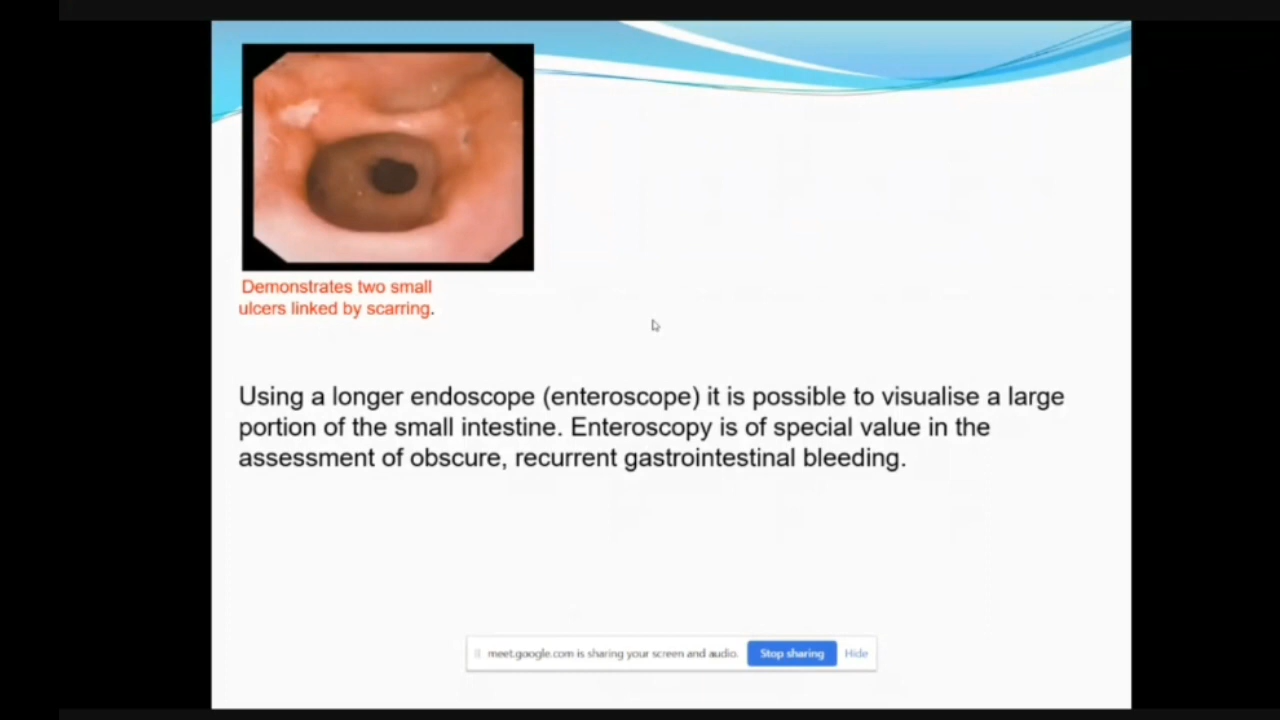 Demonstrates two small
ulcers linked by scarring.
Using a longer endoscope (enteroscope) it is possible to visualise a large
portion of the small intestine. Enteroscopy is of special value in the
assessment of obscure, recurrent gastrointestinal bleeding.
meet.google.com is sharing your screen and audio. Stop sharing Hide